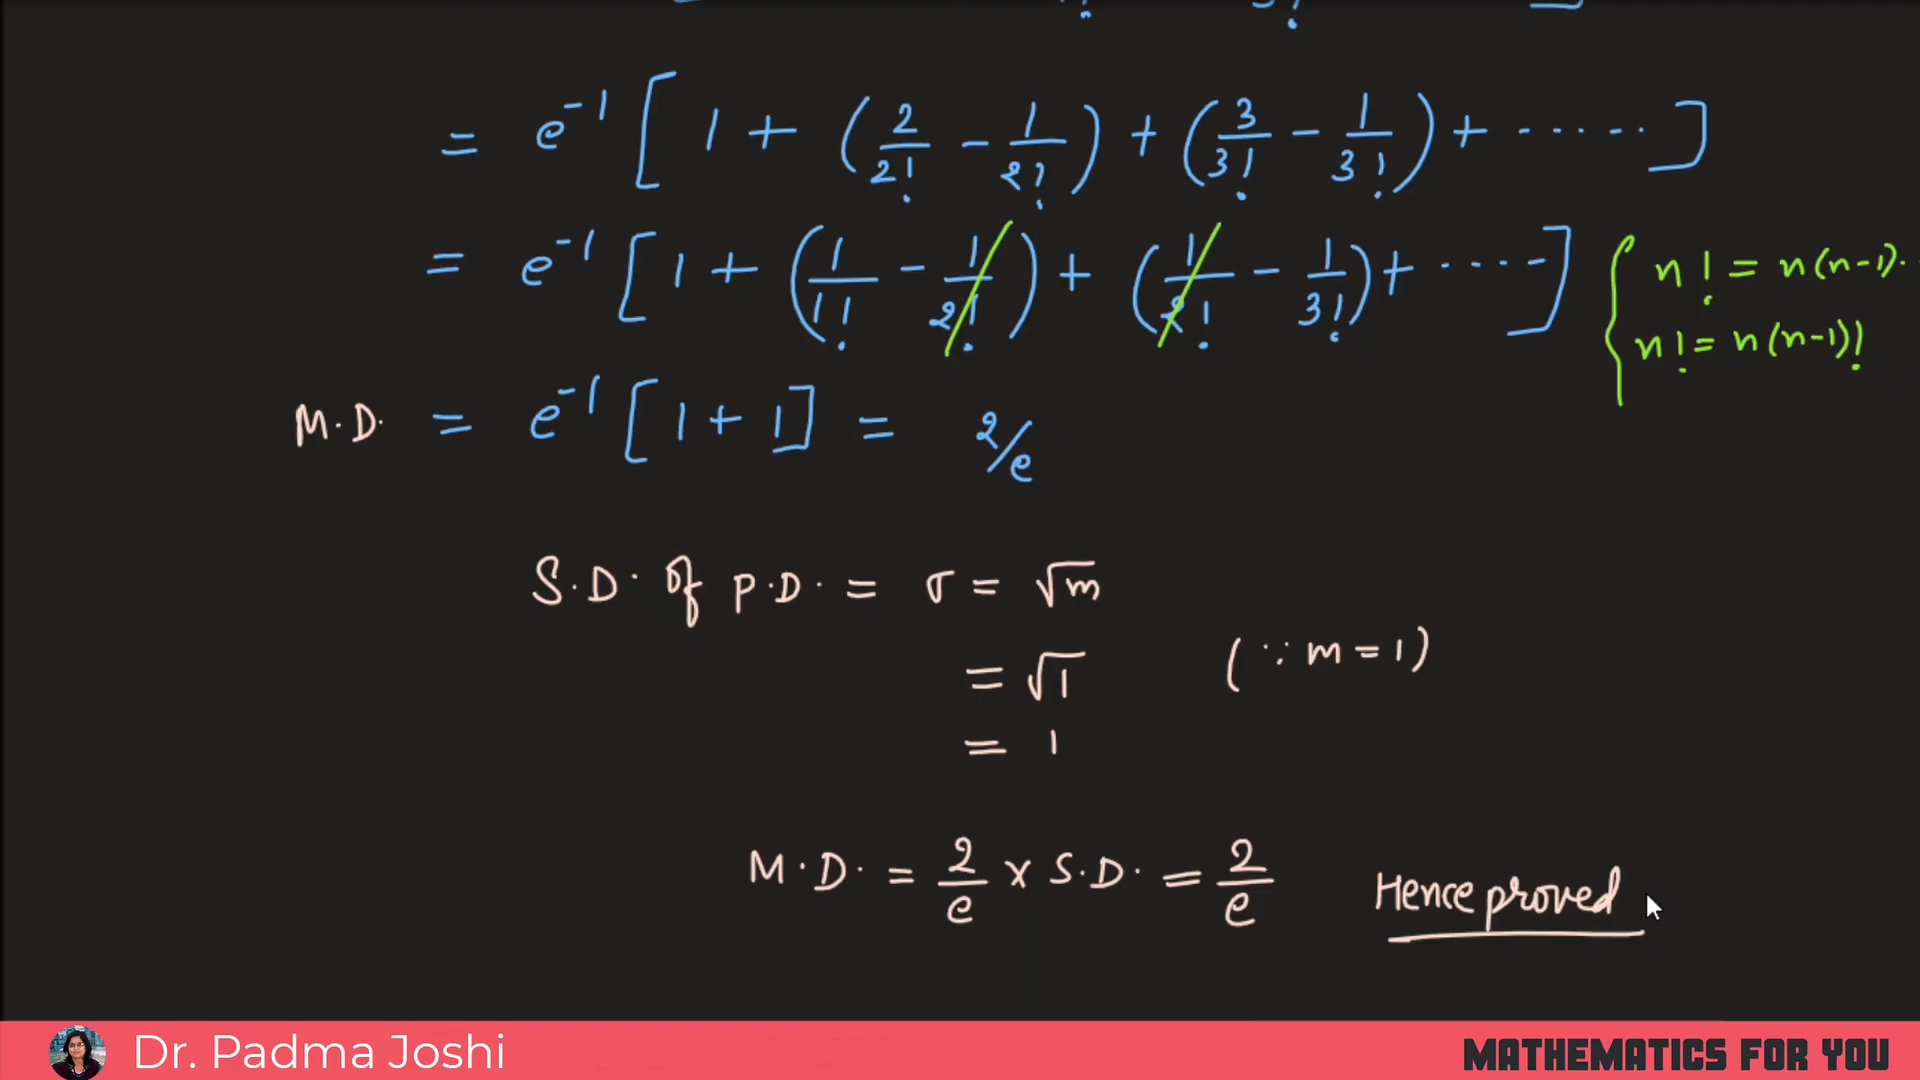 = e⁻¹ [ 1 + (2/2! − 1/2!) + (3/3! − 1/3!) + ······ ]
= e⁻¹ [ 1 + (1/1! − 1/2!) + (1/2! − 1/3!) + ···· ]
{ n! = n(n-1)··
n! = n(n-1)!
M.D. = e⁻¹ [ 1 + 1 ] = 2/e
S.D. of P.D. = σ = √m
= √1 (∵ m = 1)
= 1
M.D. = 2/e × S.D. = 2/e Hence proved
Dr. Padma Joshi
MATHEMATICS FOR YOU